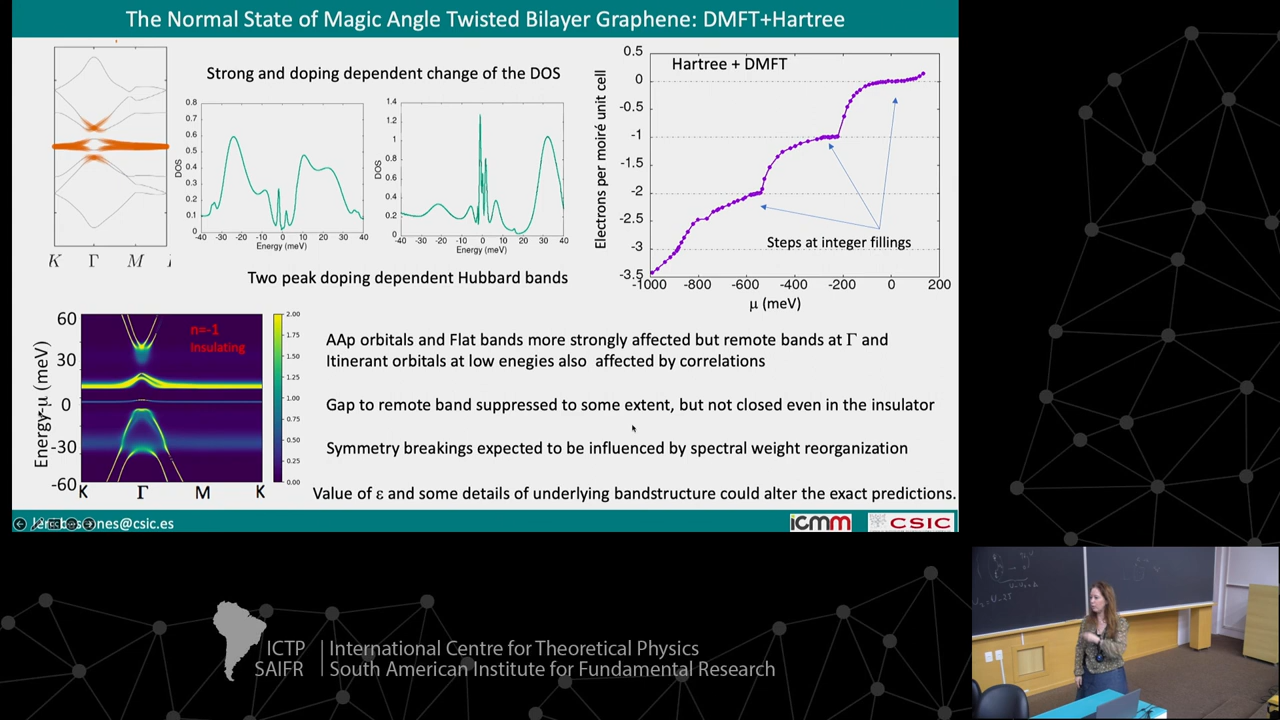 The Normal State of Magic Angle Twisted Bilayer Graphene: DMFT+Hartree
Strong and doping dependent change of the DOS
K Γ M
DOS
0.8
0.7
0.6
0.5
0.4
0.3
0.2
0.1
0
-40 -30 -20 -10 0 10 20 30 40
Energy (meV)
DOS
1.4
1.2
1
0.8
0.6
0.4
0.2
0
-40 -30 -20 -10 0 10 20 30 40
Energy (meV)
Two peak doping dependent Hubbard bands
Hartree + DMFT
Electrons per moiré unit cell
0.5
0
-0.5
-1
-1.5
-2
-2.5
-3
-3.5
-1000 -800 -600 -400 -200 0 200
μ (meV)
Steps at integer fillings
n=-1
Insulating
Energy-μ (meV)
60
30
0
-30
-60
K Γ M K
2.00
1.75
1.50
1.25
1.00
0.75
0.50
0.25
0.00
AAp orbitals and Flat bands more strongly affected but remote bands at Γ and
Itinerant orbitals at low enegies also affected by correlations
Gap to remote band suppressed to some extent, but not closed even in the insulator
Symmetry breakings expected to be influenced by spectral weight reorganization
Value of ε and some details of underlying bandstructure could alter the exact predictions.
@csic.es
icmm
CSIC
ICTP
SAIFR
International Centre for Theoretical Physics
South American Institute for Fundamental Research